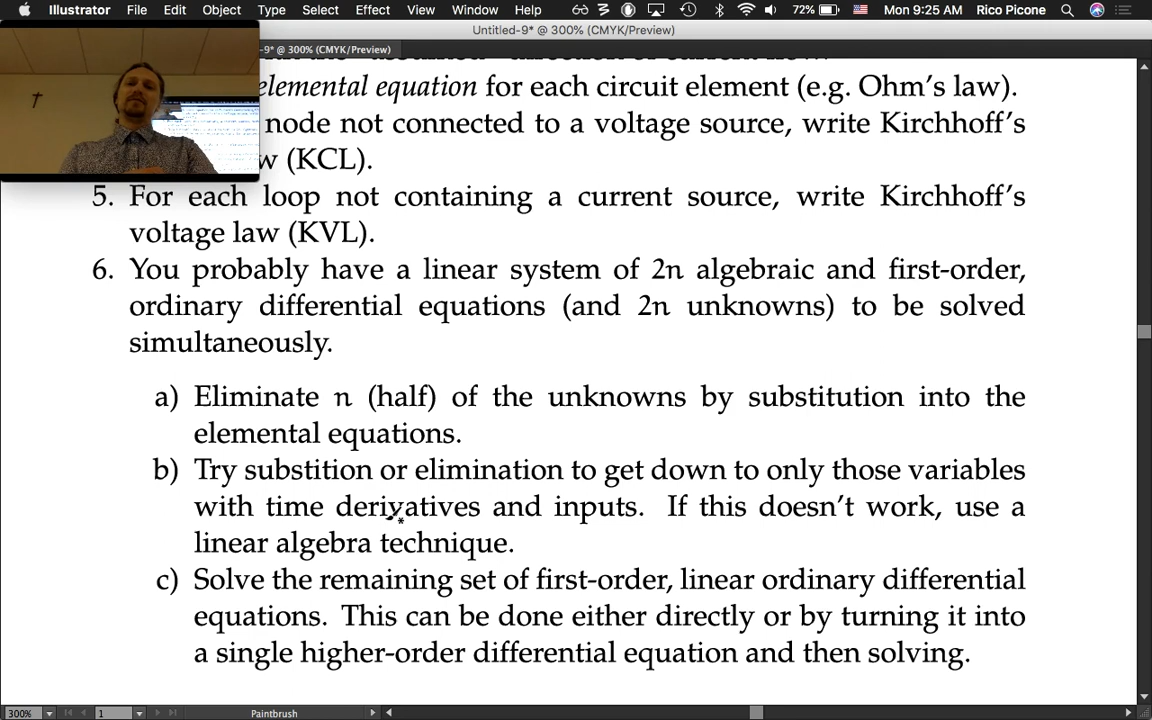 Illustrator File Edit Object Type Select Effect View Window Help 72% Mon 9:25 AM Rico Picone
Untitled-9* @ 300% (CMYK/Preview)
-9* @ 300% (CMYK/Preview)
elemental equation for each circuit element (e.g. Ohm's law).
node not connected to a voltage source, write Kirchhoff's
w (KCL).
5. For each loop not containing a current source, write Kirchhoff's
voltage law (KVL).
6. You probably have a linear system of 2n algebraic and first-order,
ordinary differential equations (and 2n unknowns) to be solved
simultaneously.
a) Eliminate n (half) of the unknowns by substitution into the
elemental equations.
b) Try substition or elimination to get down to only those variables
with time derivatives and inputs. If this doesn't work, use a
linear algebra technique.
c) Solve the remaining set of first-order, linear ordinary differential
equations. This can be done either directly or by turning it into
a single higher-order differential equation and then solving.
300% 1 Paintbrush